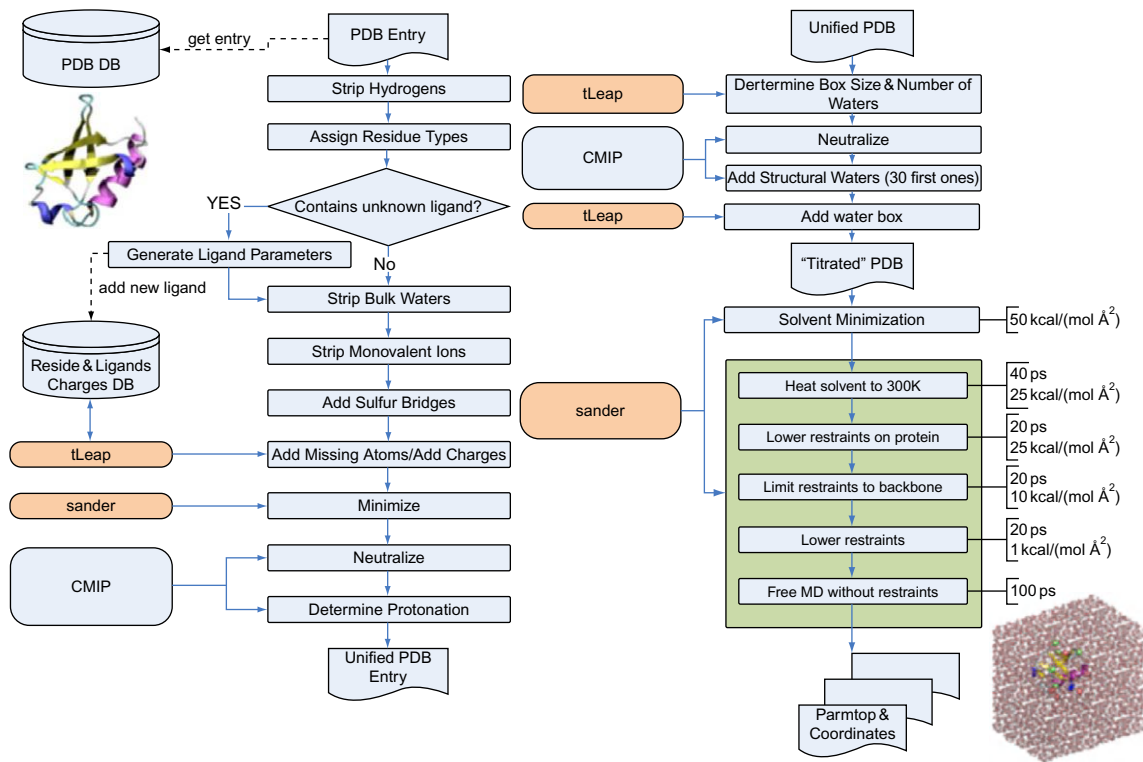 get entry
PDB Entry
PDB DB
Strip Hydrogens
Assign Residue Types
YES
Contains unknown ligand?
Generate Ligand Parameters
No
add new ligand
Strip Bulk Waters
Strip Monovalent Ions
Reside & Ligands
Charges DB
Add Sulfur Bridges
tLeap
Add Missing Atoms/Add Charges
sander
Minimize
CMIP
Neutralize
Determine Protonation
Unified PDB
Entry
Unified PDB
tLeap
Dertermine Box Size & Number of
Waters
CMIP
Neutralize
Add Structural Waters (30 first ones)
tLeap
Add water box
“Titrated” PDB
Solvent Minimization
50 kcal/(mol Å²)
sander
Heat solvent to 300K
40 ps
25 kcal/(mol Å²)
Lower restraints on protein
20 ps
25 kcal/(mol Å²)
Limit restraints to backbone
20 ps
10 kcal/(mol Å²)
Lower restraints
20 ps
1 kcal/(mol Å²)
Free MD without restraints
100 ps
Parmtop &
Coordinates